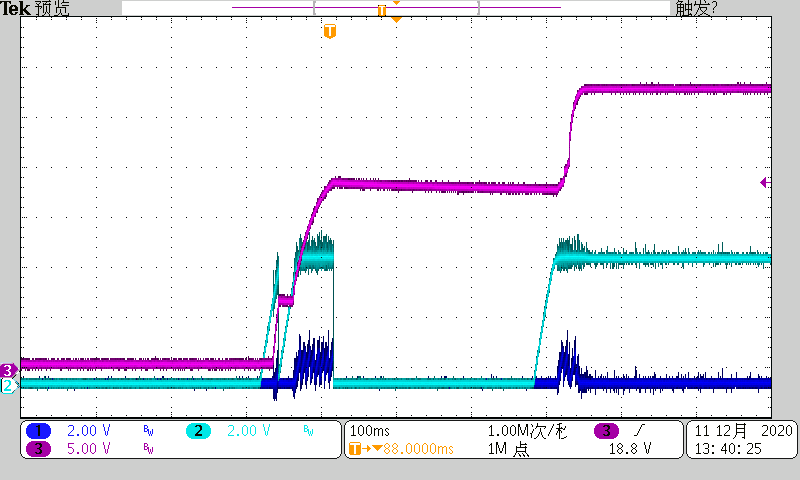 Tek 预览 触发?
T
T
3
2
1 2.00 V BW 2 2.00 V BW
3 5.00 V BW
100ms 1.00M次/秒 3
T→▼88.0000ms 1M 点 18.8 V
11 12月 2020
13:40:25